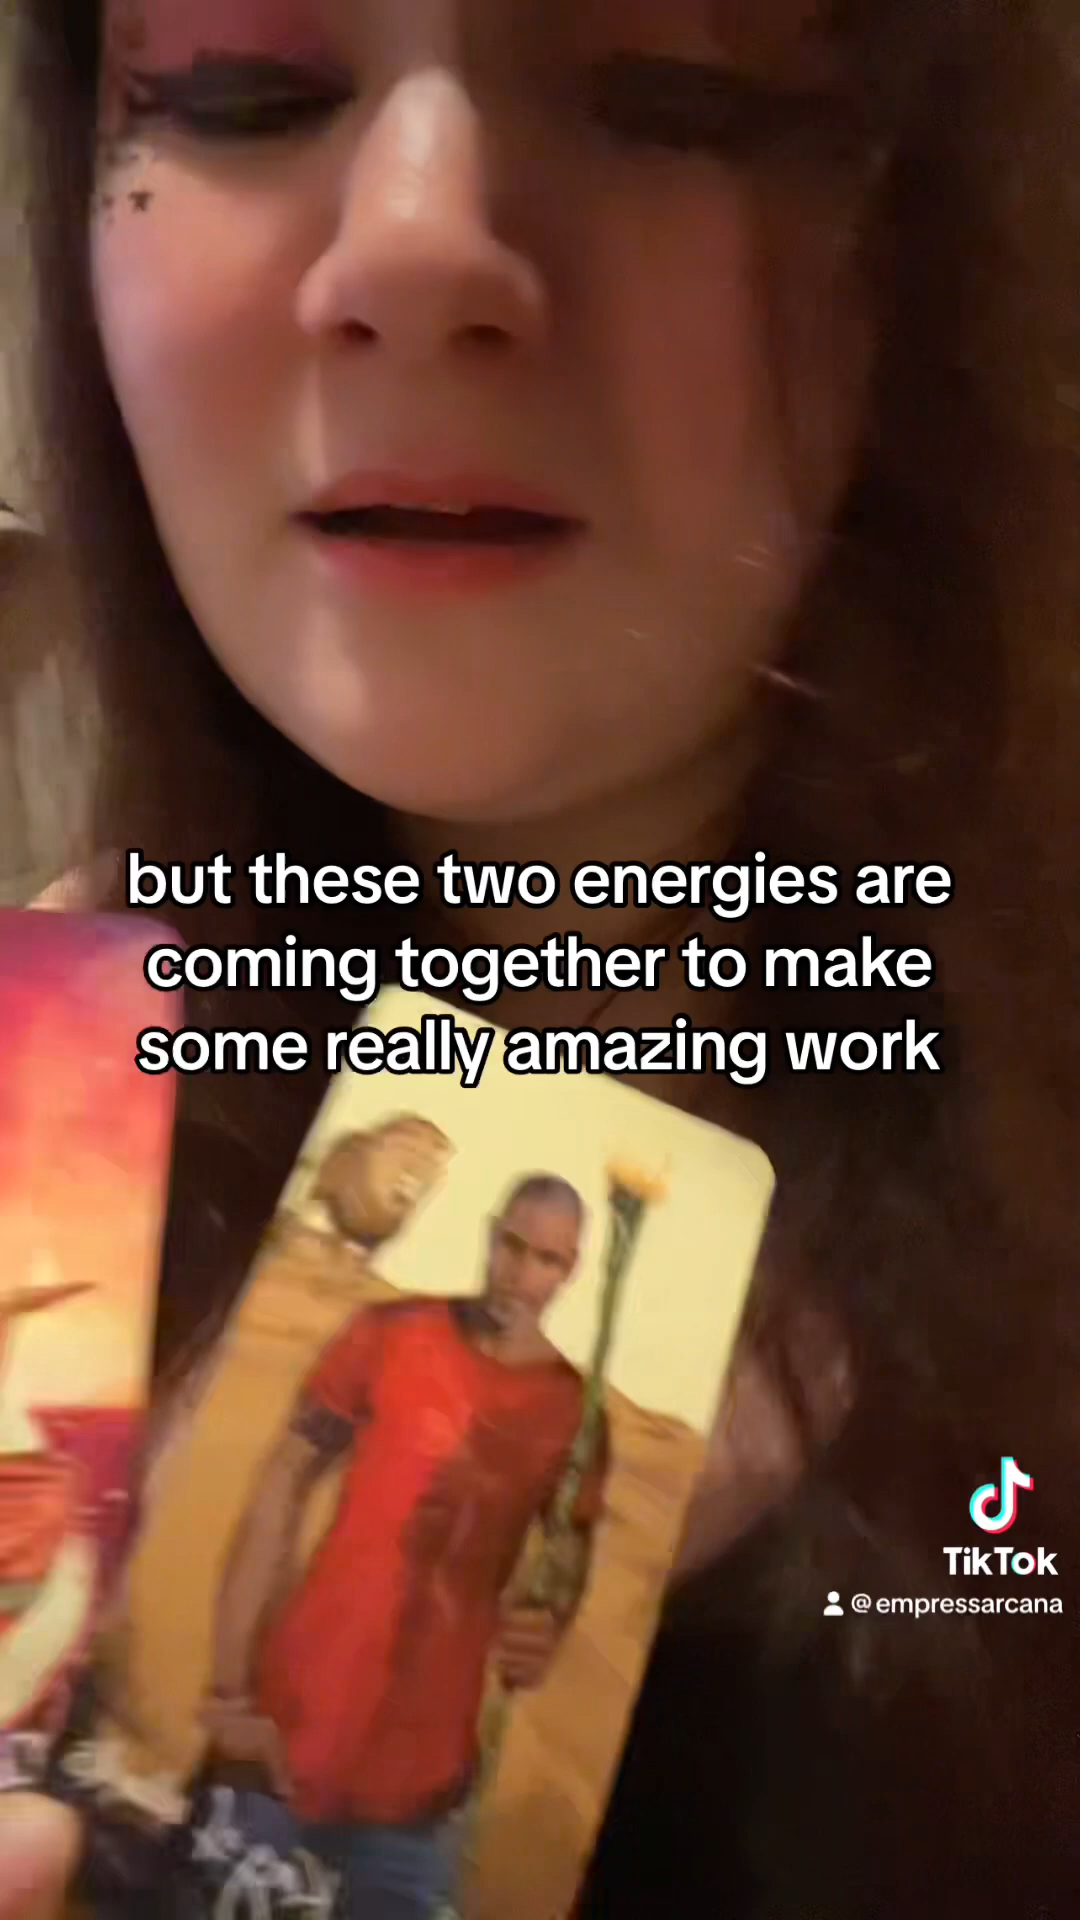 but these two energies are
coming together to make
some really amazing work
TikTok
@empressarcana